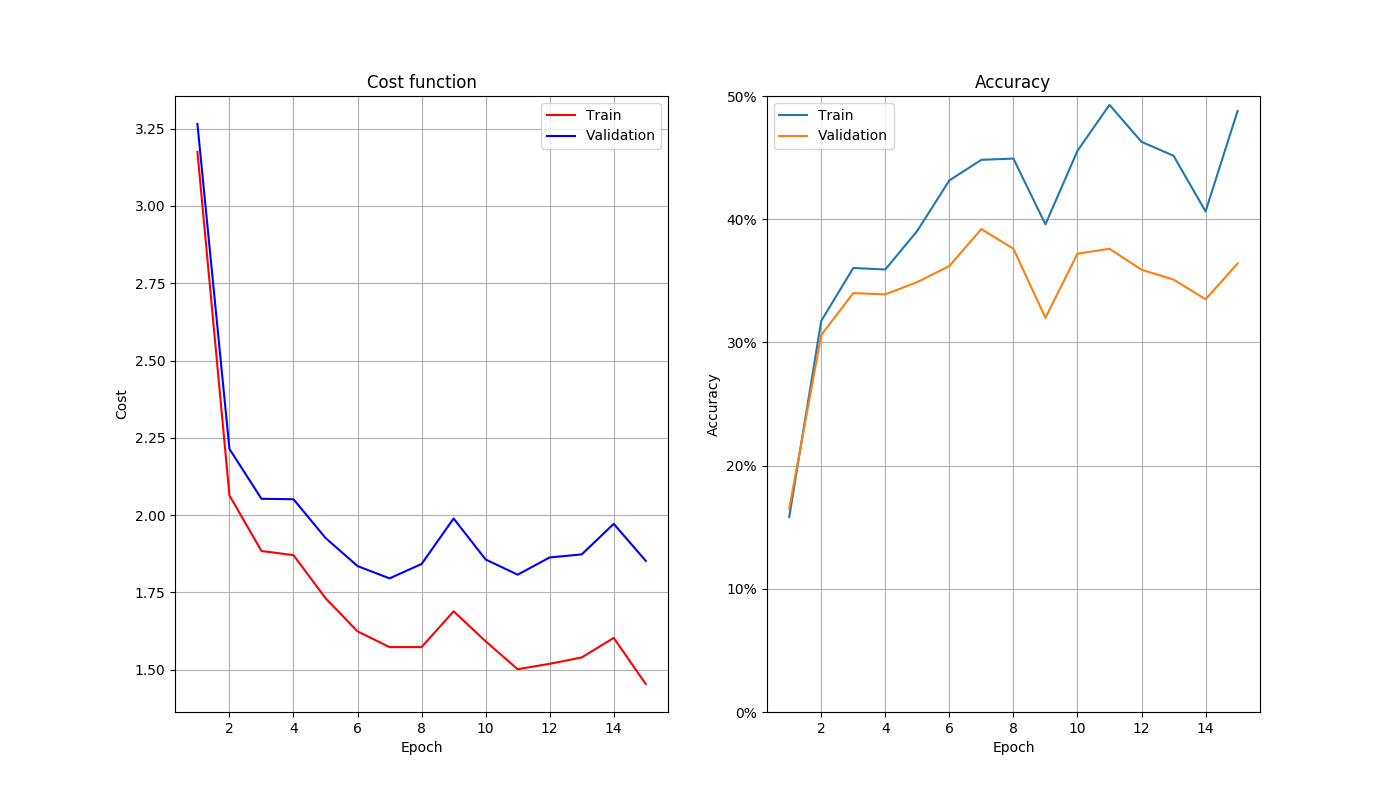 Cost function
3.25
3.00
2.75
2.50
2.25
2.00
1.75
1.50
Cost
2 4 6 8 10 12 14
Epoch
Train
Validation
Accuracy
50%
40%
30%
20%
10%
0%
Accuracy
2 4 6 8 10 12 14
Epoch
Train
Validation